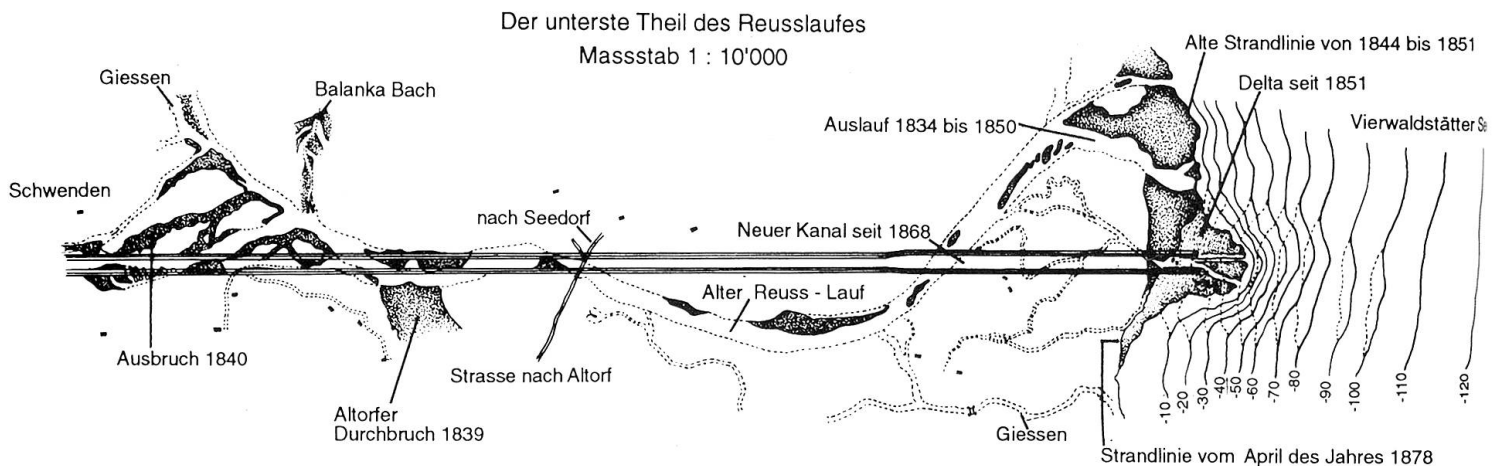 Der unterste Theil des Reusslaufes
Massstab 1 : 10'000
Alte Strandlinie von 1844 bis 1851
Giessen
Balanka Bach
Delta seit 1851
Auslauf 1834 bis 1850
Vierwaldstätter Se
Schwenden
nach Seedorf
Neuer Kanal seit 1868
Alter Reuss - Lauf
Ausbruch 1840
Strasse nach Altorf
Altorfer
Durchbruch 1839
Giessen
-10
-20
-30
-40
-50
-60
-70
-80
-90
-100
-110
-120
Strandlinie vom April des Jahres 1878